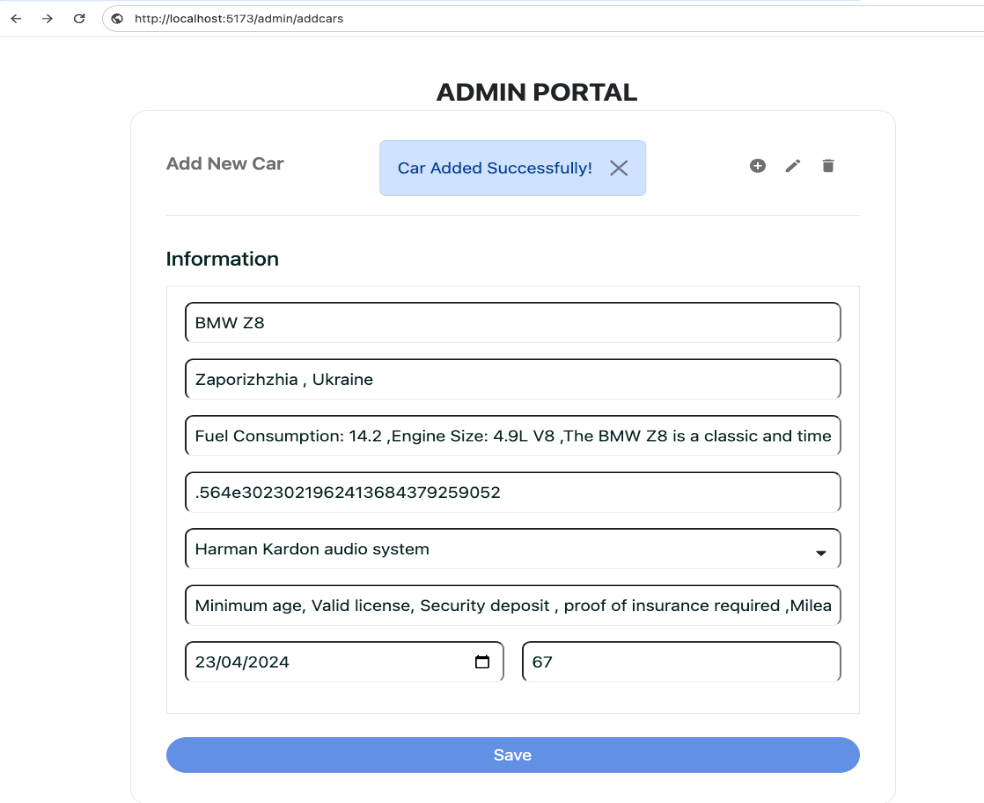 http://localhost:5173/admin/addcars
ADMIN PORTAL
Add New Car
Car Added Successfully!
Information
BMW Z8
Zaporizhzhia , Ukraine
Fuel Consumption: 14.2 ,Engine Size: 4.9L V8 ,The BMW Z8 is a classic and time
.564e3023021962413684379259052
Harman Kardon audio system
Minimum age, Valid license, Security deposit , proof of insurance required ,Milea
23/04/2024
67
Save